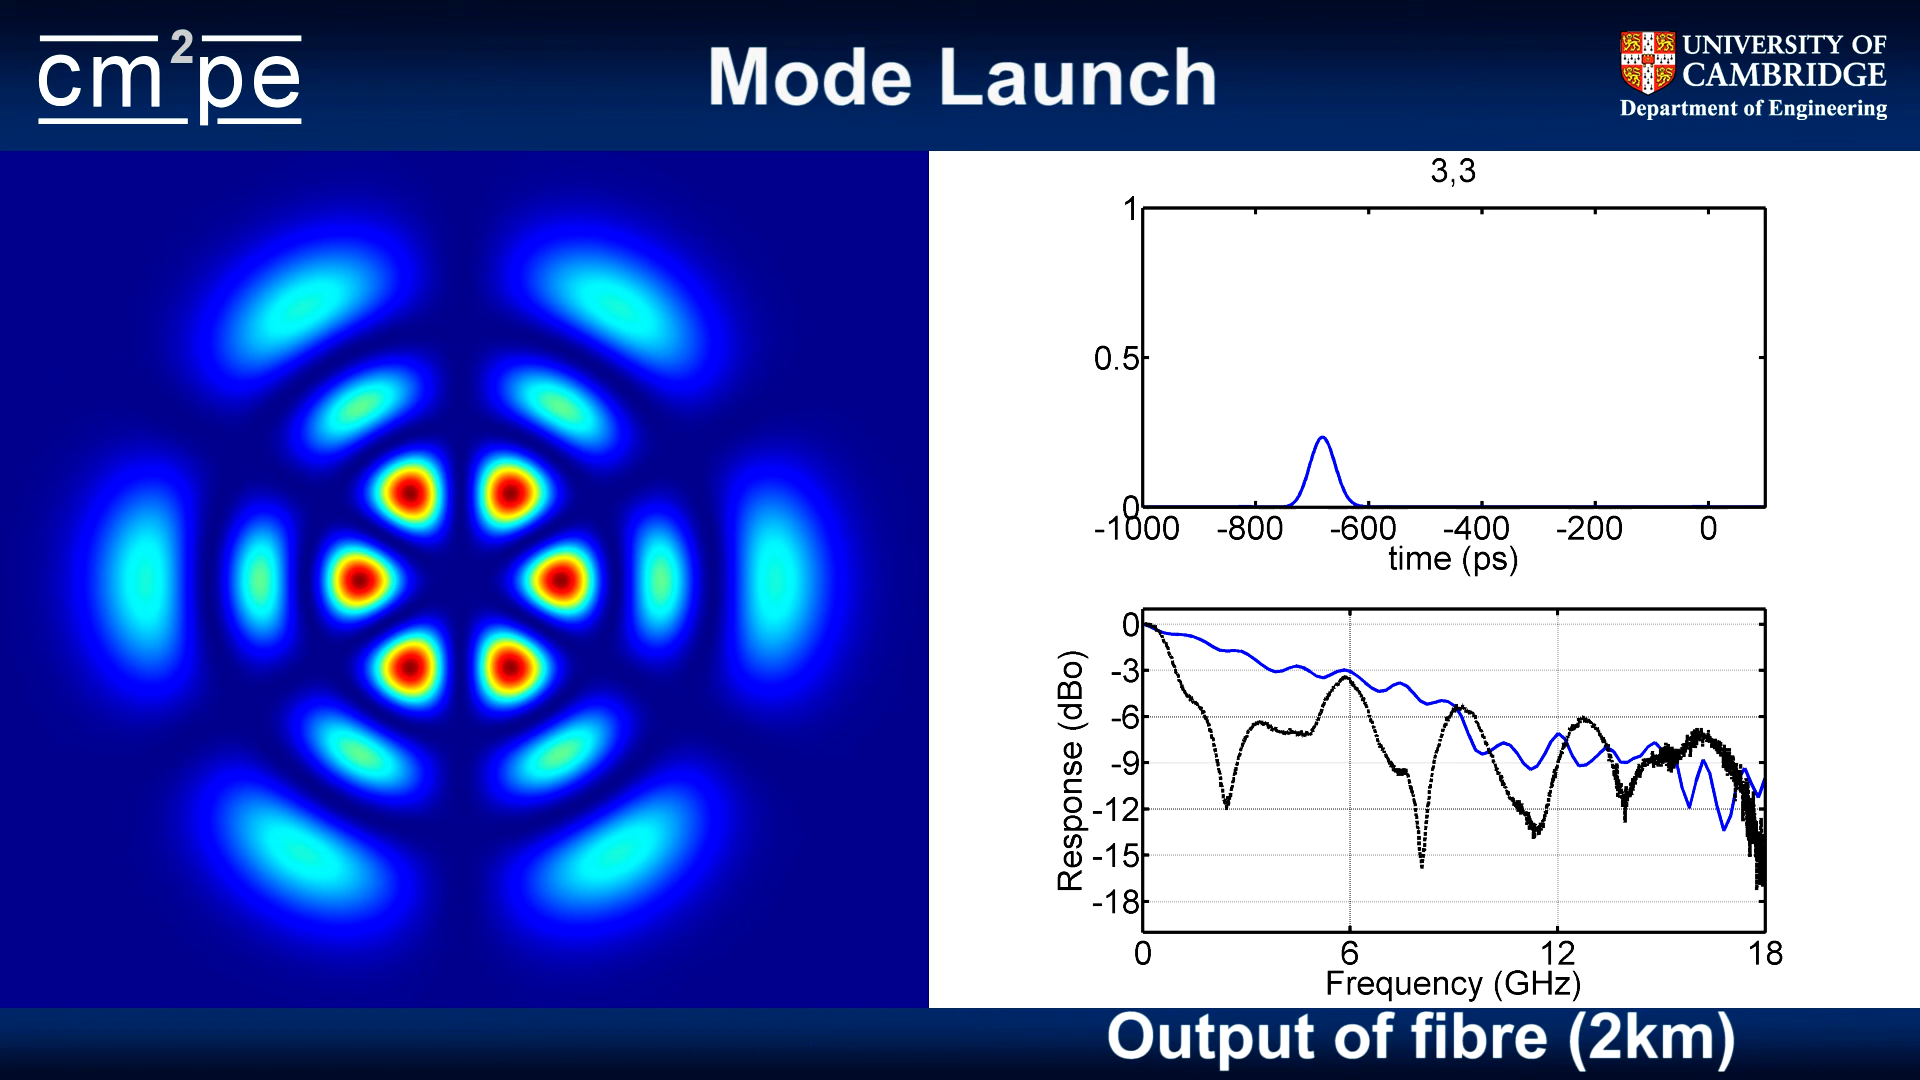 cm²pe
Mode Launch
UNIVERSITY OF
CAMBRIDGE
Department of Engineering
3,3
1
0.5
0
-1000 -800 -600 -400 -200 0
time (ps)
0
-3
-6
-9
-12
-15
-18
Response (dBo)
0 6 12 18
Frequency (GHz)
Output of fibre (2km)